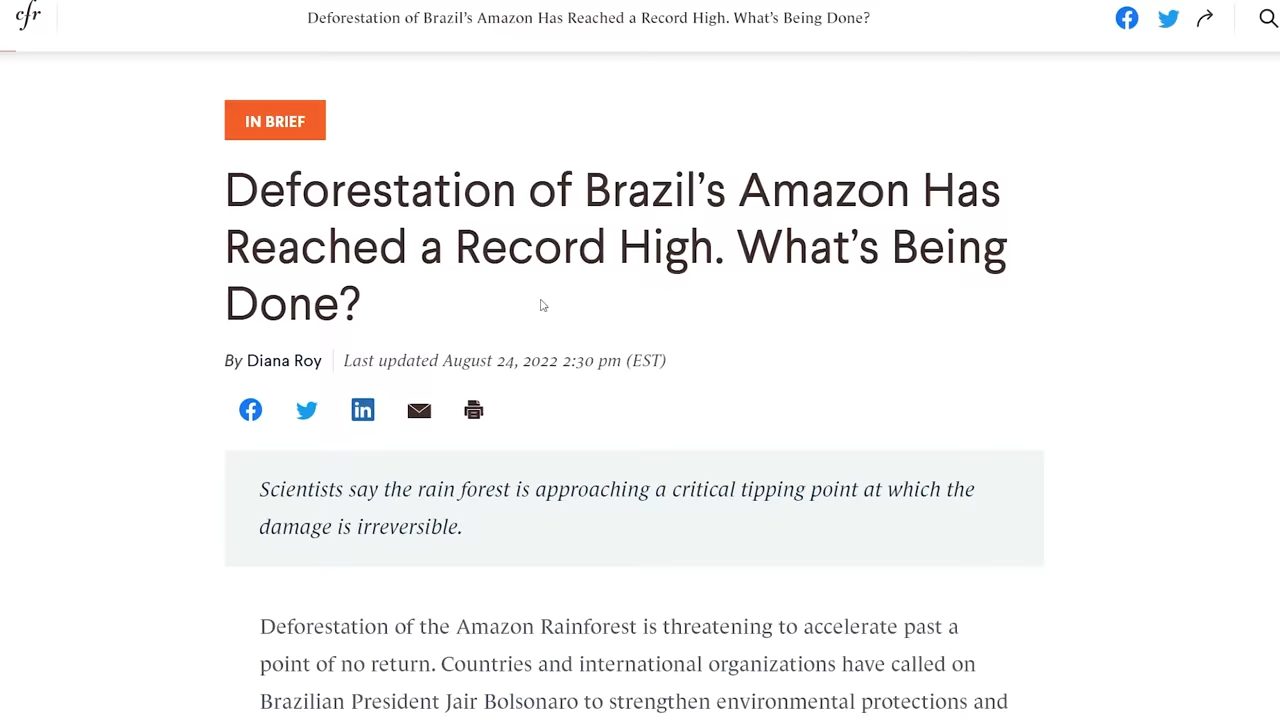 cfr
Deforestation of Brazil’s Amazon Has Reached a Record High. What’s Being Done?
IN BRIEF
Deforestation of Brazil’s Amazon Has
Reached a Record High. What’s Being
Done?
By Diana Roy Last updated August 24, 2022 2:30 pm (EST)
in
Scientists say the rain forest is approaching a critical tipping point at which the
damage is irreversible.
Deforestation of the Amazon Rainforest is threatening to accelerate past a
point of no return. Countries and international organizations have called on
Brazilian President Jair Bolsonaro to strengthen environmental protections and